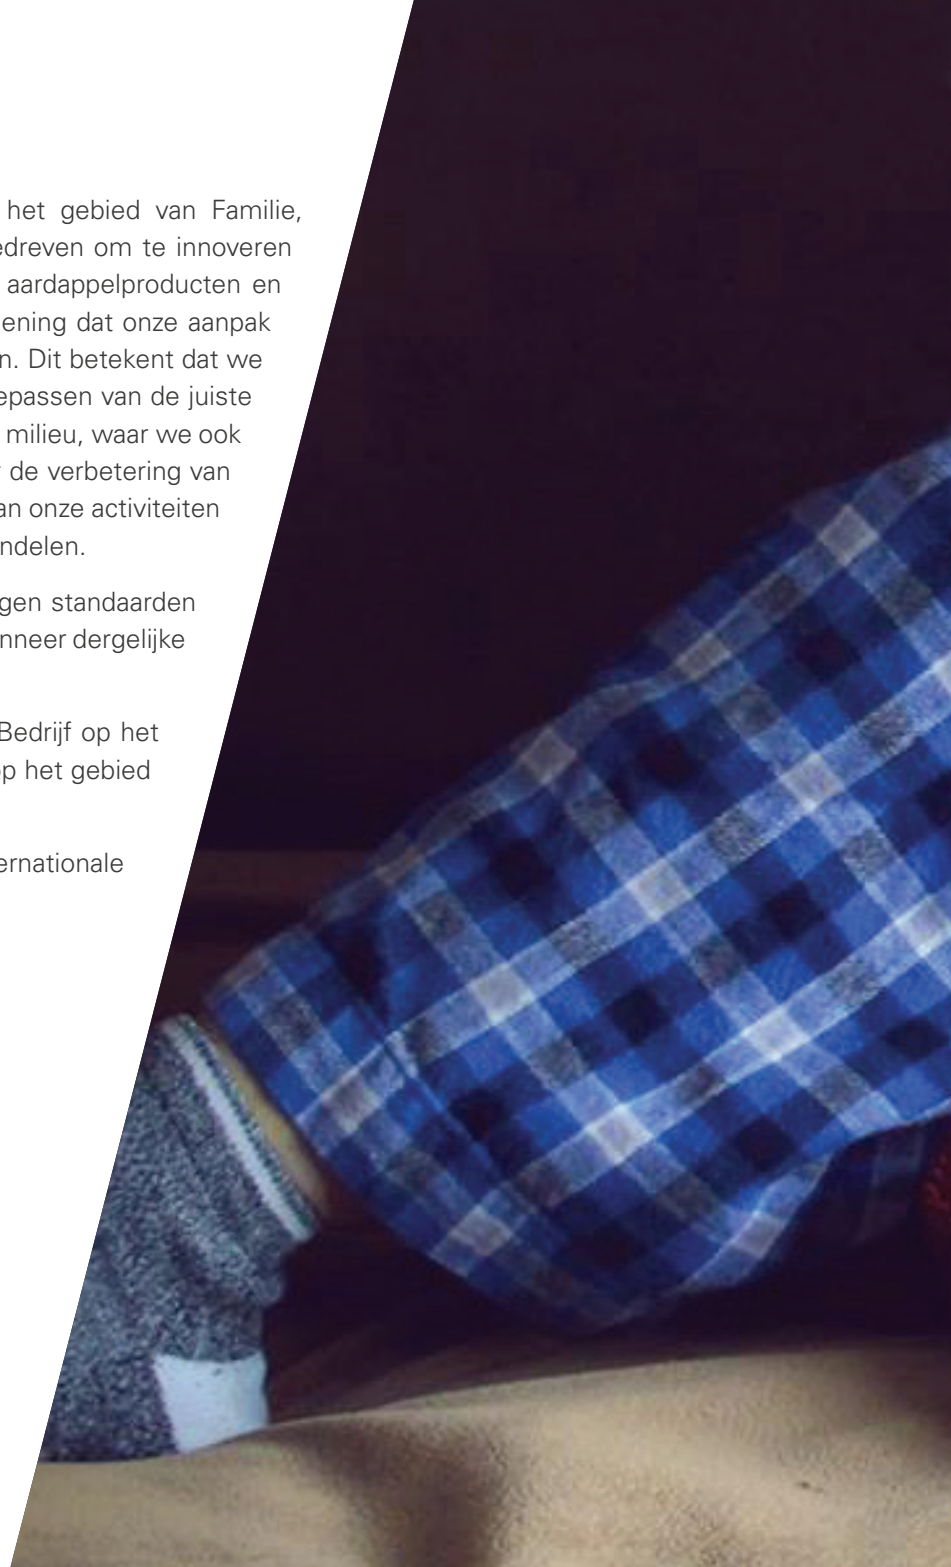 het gebied van Familie,
edreven om te innoveren
aardappelproducten en
ening dat onze aanpak
n. Dit betekent dat we
epassen van de juiste
milieu, waar we ook
de verbetering van
an onze activiteiten
ndelen.
gen standaarden
nneer dergelijke
Bedrijf op het
op het gebied
ernationale